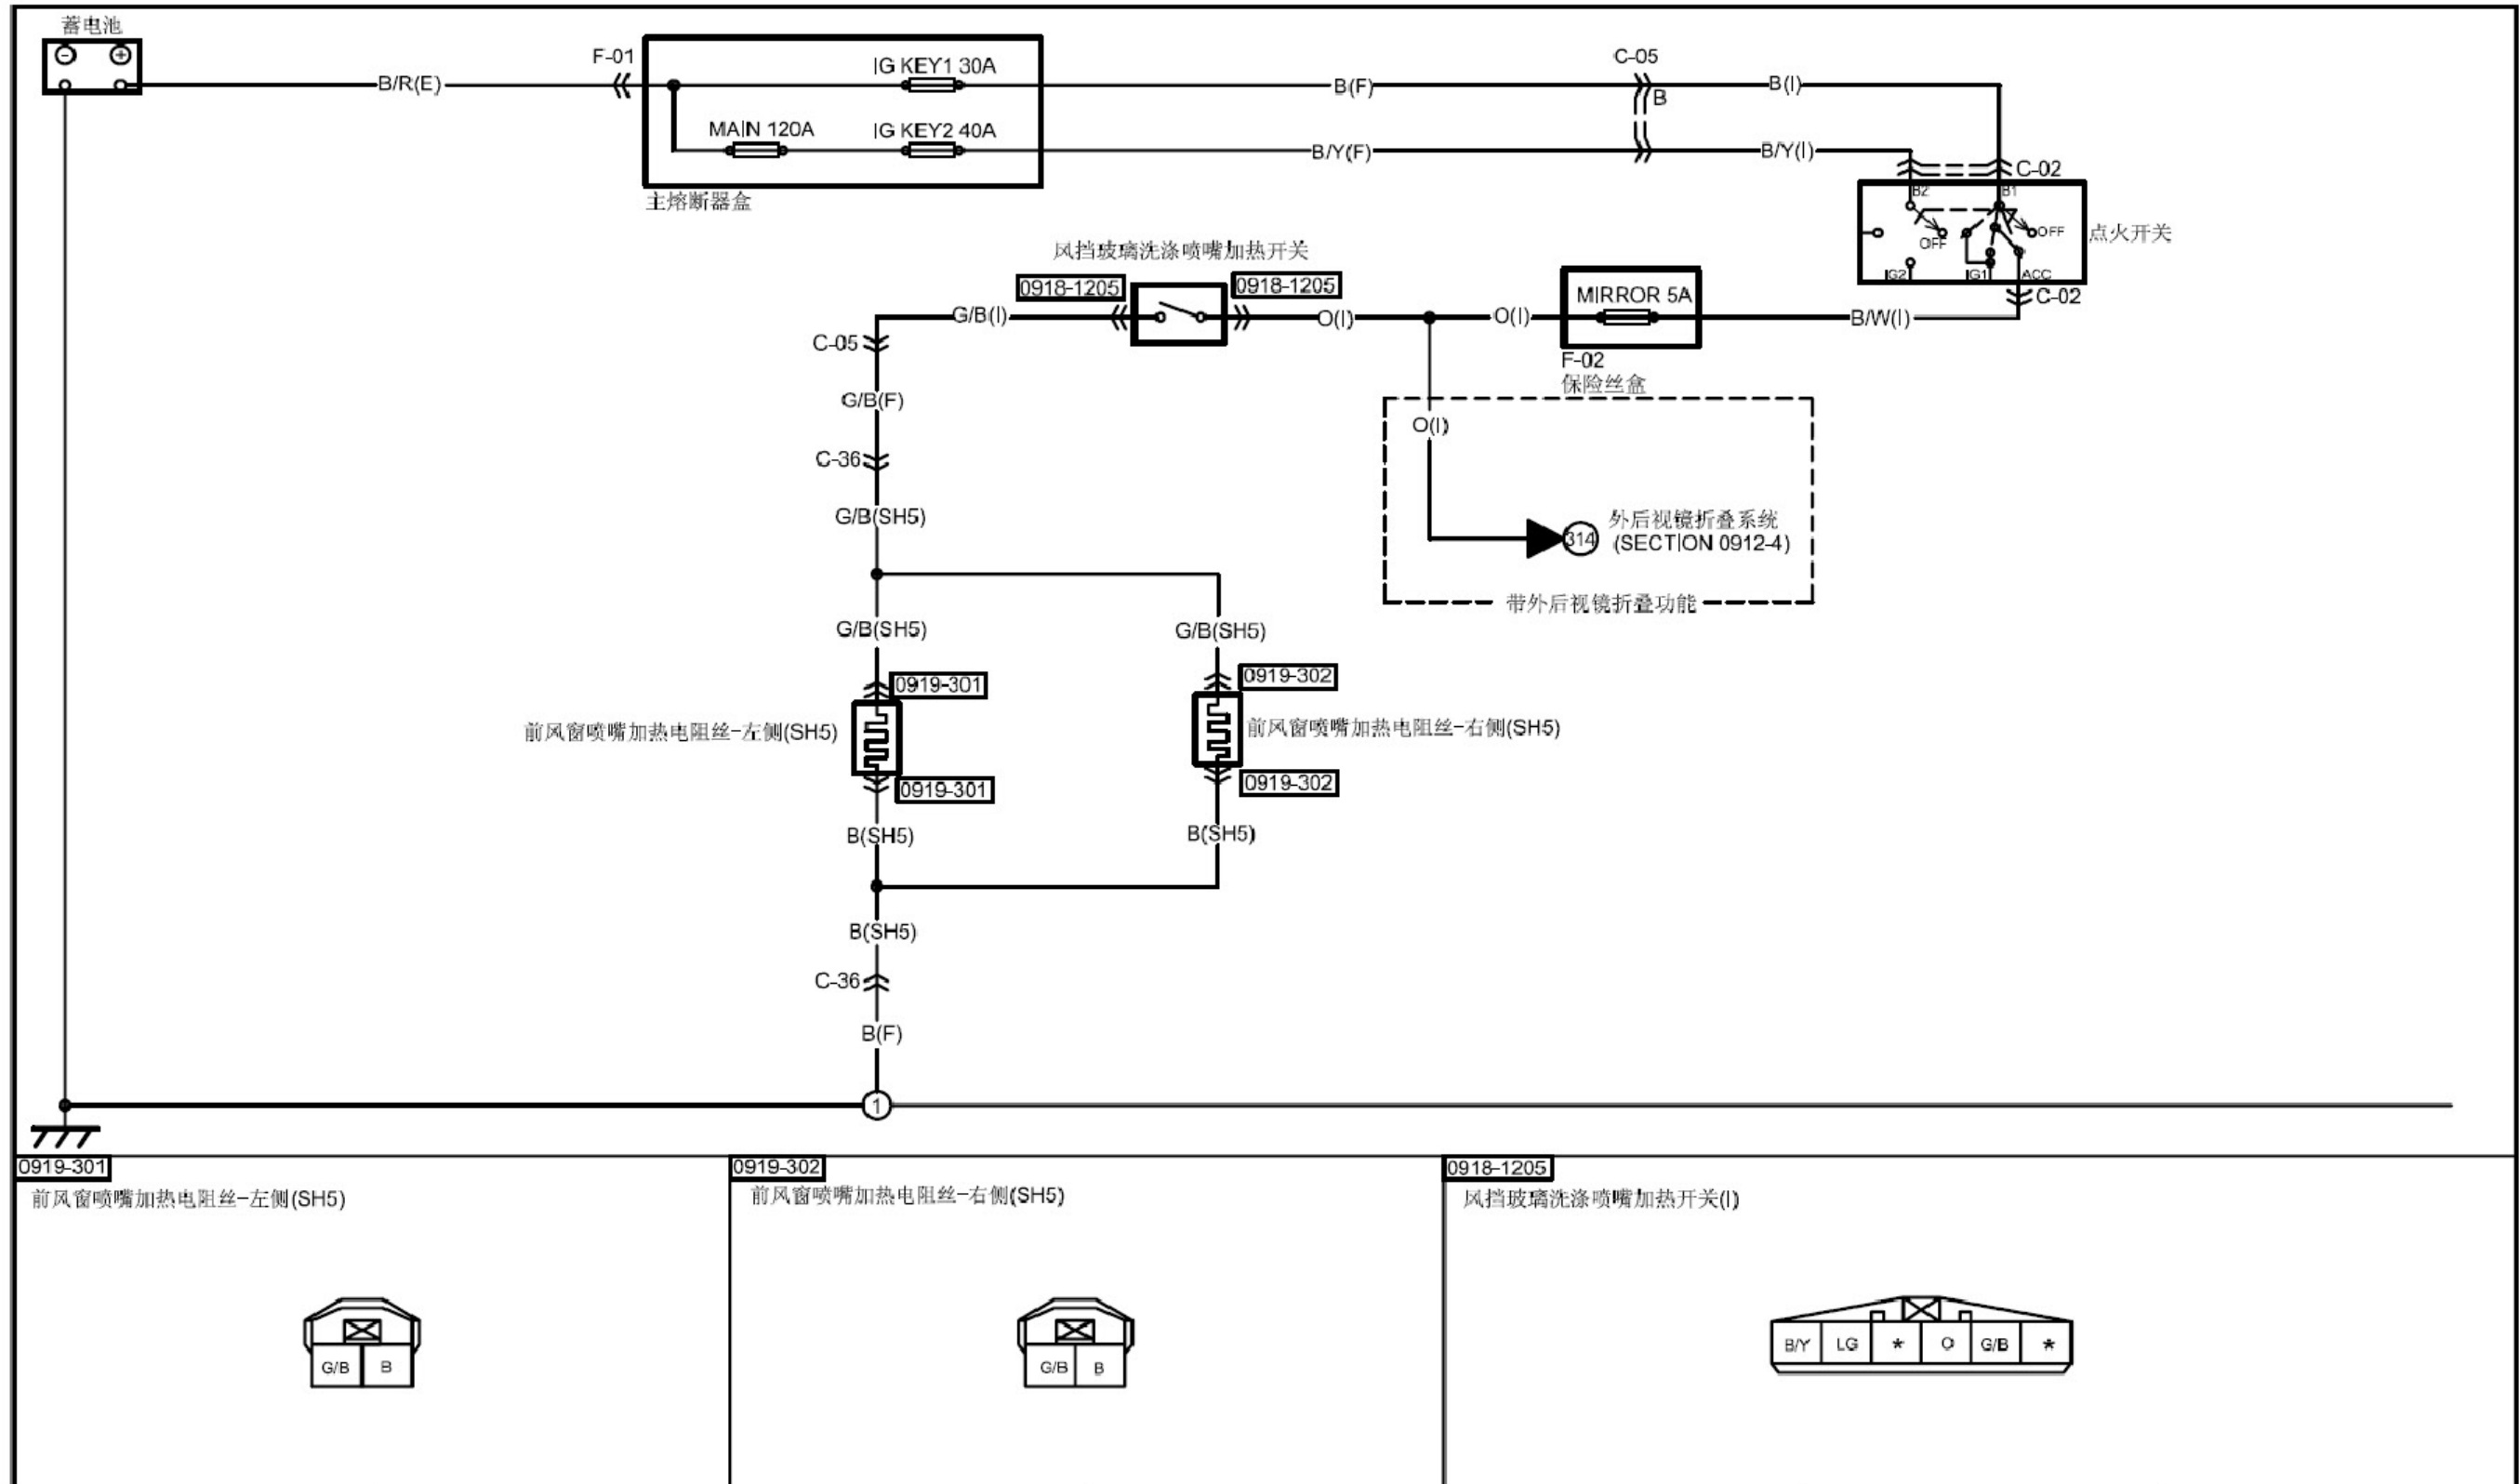 蓄电池
B/R(E)
F-01
IG KEY1 30A
MAIN 120A
IG KEY2 40A
主熔断器盒
B(F)
B/Y(F)
C-05
B
B(I)
B/Y(I)
C-02
B2
B1
OFF
OFF
IG2
IG1
ACC
点火开关
C-02
风挡玻璃洗涤喷嘴加热开关
0918-1205
0918-1205
G/B(I)
O(I)
O(I)
MIRROR 5A
B/W(I)
F-02
保险丝盒
C-05
G/B(F)
O(I)
C-36
G/B(SH5)
314
外后视镜折叠系统
(SECTION 0912-4)
带外后视镜折叠功能
G/B(SH5)
G/B(SH5)
0919-301
0919-302
前风窗喷嘴加热电阻丝-左侧(SH5)
前风窗喷嘴加热电阻丝-右侧(SH5)
0919-301
0919-302
B(SH5)
B(SH5)
B(SH5)
C-36
B(F)
1
0919-301
前风窗喷嘴加热电阻丝-左侧(SH5)
G/B B
0919-302
前风窗喷嘴加热电阻丝-右侧(SH5)
G/B B
0918-1205
风挡玻璃洗涤喷嘴加热开关(I)
B/Y LG * O G/B *